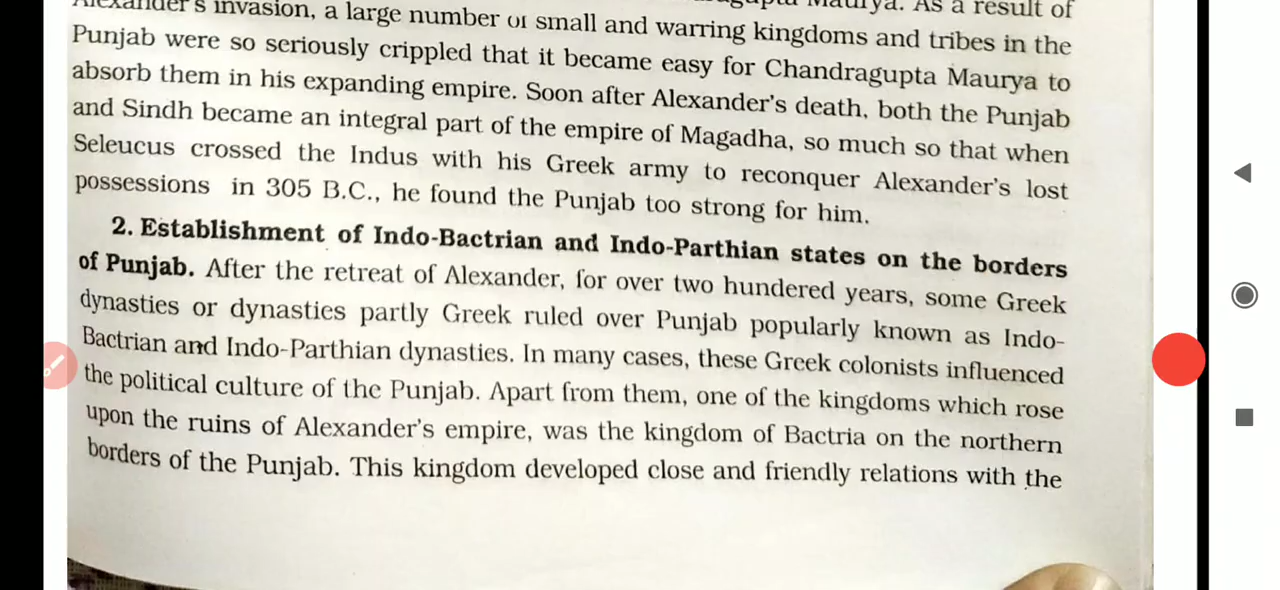 Alexander's invasion, a large number of small and warring kingdoms and tribes in the
Punjab were so seriously crippled that it became easy for Chandragupta Maurya to
absorb them in his expanding empire. Soon after Alexander's death, both the Punjab
and Sindh became an integral part of the empire of Magadha, so much so that when
Seleucus crossed the Indus with his Greek army to reconquer Alexander's lost
possessions in 305 B.C., he found the Punjab too strong for him.
2. Establishment of Indo-Bactrian and Indo-Parthian states on the borders
of Punjab. After the retreat of Alexander, for over two hundred years, some Greek
dynasties or dynasties partly Greek ruled over Punjab popularly known as Indo-
Bactrian and Indo-Parthian dynasties. In many cases, these Greek colonists influenced
the political culture of the Punjab. Apart from them, one of the kingdoms which rose
upon the ruins of Alexander's empire, was the kingdom of Bactria on the northern
borders of the Punjab. This kingdom developed close and friendly relations with the